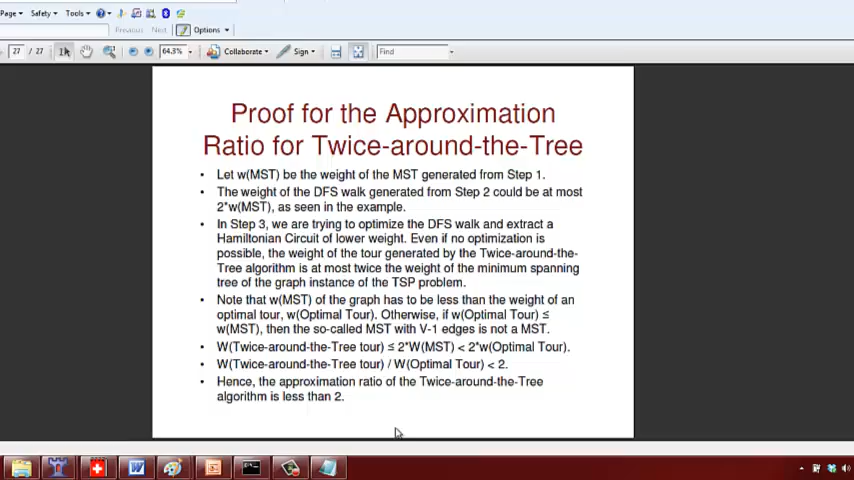 Page Safety Tools
Previous Next Options
27 / 27 64.3% Collaborate Sign Find
Proof for the Approximation
Ratio for Twice-around-the-Tree
• Let w(MST) be the weight of the MST generated from Step 1.
• The weight of the DFS walk generated from Step 2 could be at most
2*w(MST), as seen in the example.
• In Step 3, we are trying to optimize the DFS walk and extract a
Hamiltonian Circuit of lower weight. Even if no optimization is
possible, the weight of the tour generated by the Twice-around-the-
Tree algorithm is at most twice the weight of the minimum spanning
tree of the graph instance of the TSP problem.
• Note that w(MST) of the graph has to be less than the weight of an
optimal tour, w(Optimal Tour). Otherwise, if w(Optimal Tour) ≤
w(MST), then the so-called MST with V-1 edges is not a MST.
• W(Twice-around-the-Tree tour) ≤ 2*W(MST) < 2*w(Optimal Tour).
• W(Twice-around-the-Tree tour) / W(Optimal Tour) < 2.
• Hence, the approximation ratio of the Twice-around-the-Tree
algorithm is less than 2.